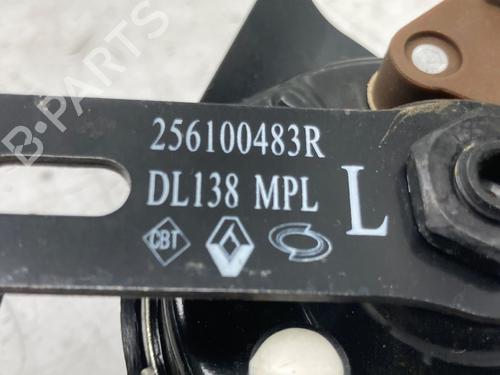 256100483R
DL138 MPL L
CBT
B-PARTS